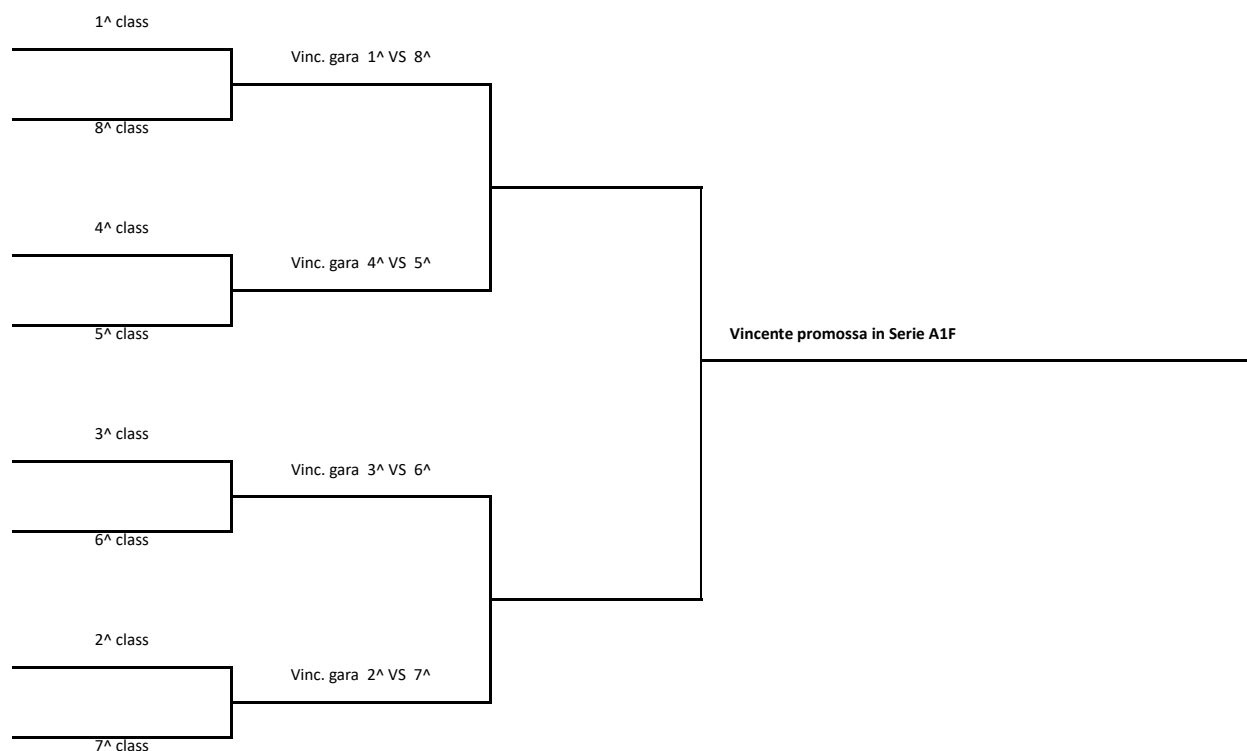 1^ class
Vinc. gara 1^ VS 8^
8^ class
4^ class
Vinc. gara 4^ VS 5^
5^ class
Vincente promossa in Serie A1F
3^ class
Vinc. gara 3^ VS 6^
6^ class
2^ class
Vinc. gara 2^ VS 7^
7^ class